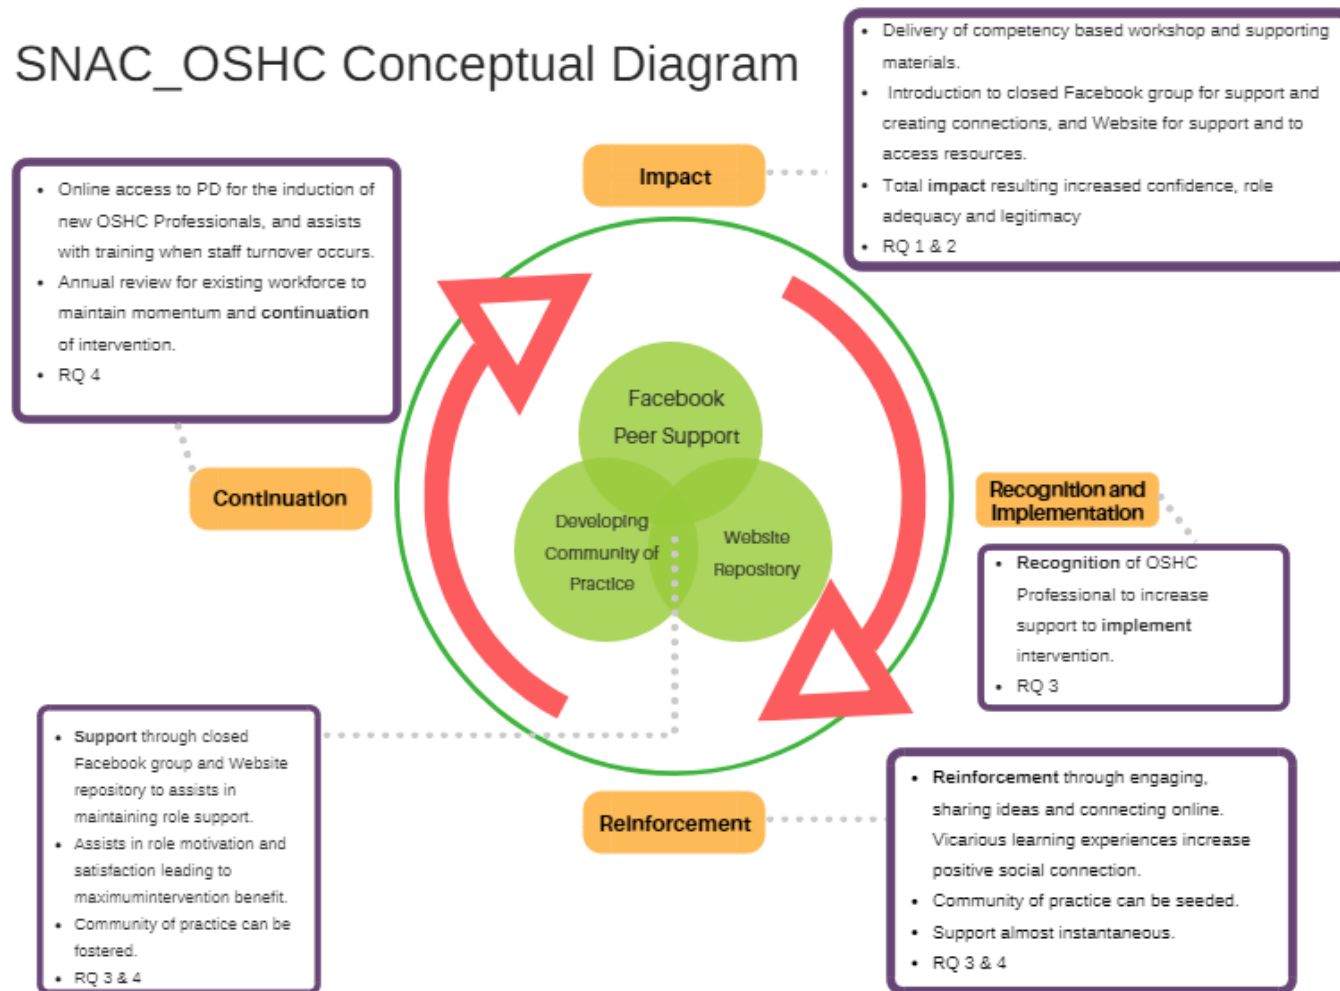 SNAC_OSHC Conceptual Diagram
• Delivery of competency based workshop and supporting
materials.
• Introduction to closed Facebook group for support and
creating connections, and Website for support and to
access resources.
• Total impact resulting increased confidence, role
adequacy and legitimacy
• RQ 1 & 2
Impact
• Online access to PD for the induction of
new OSHC Professionals, and assists
with training when staff turnover occurs.
• Annual review for existing workforce to
maintain momentum and continuation
of intervention.
• RQ 4
Continuation
Facebook
Peer Support
Developing
Community of
Practice
Website
Repository
Recognition and
Implementation
• Recognition of OSHC
Professional to increase
support to implement
intervention.
• RQ 3
• Support through closed
Facebook group and Website
repository to assists in
maintaining role support.
• Assists in role motivation and
satisfaction leading to
maximumintervention benefit.
• Community of practice can be
fostered.
• RQ 3 & 4
Reinforcement
• Reinforcement through engaging,
sharing ideas and connecting online.
Vicarious learning experiences increase
positive social connection.
• Community of practice can be seeded.
• Support almost instantaneous.
• RQ 3 & 4